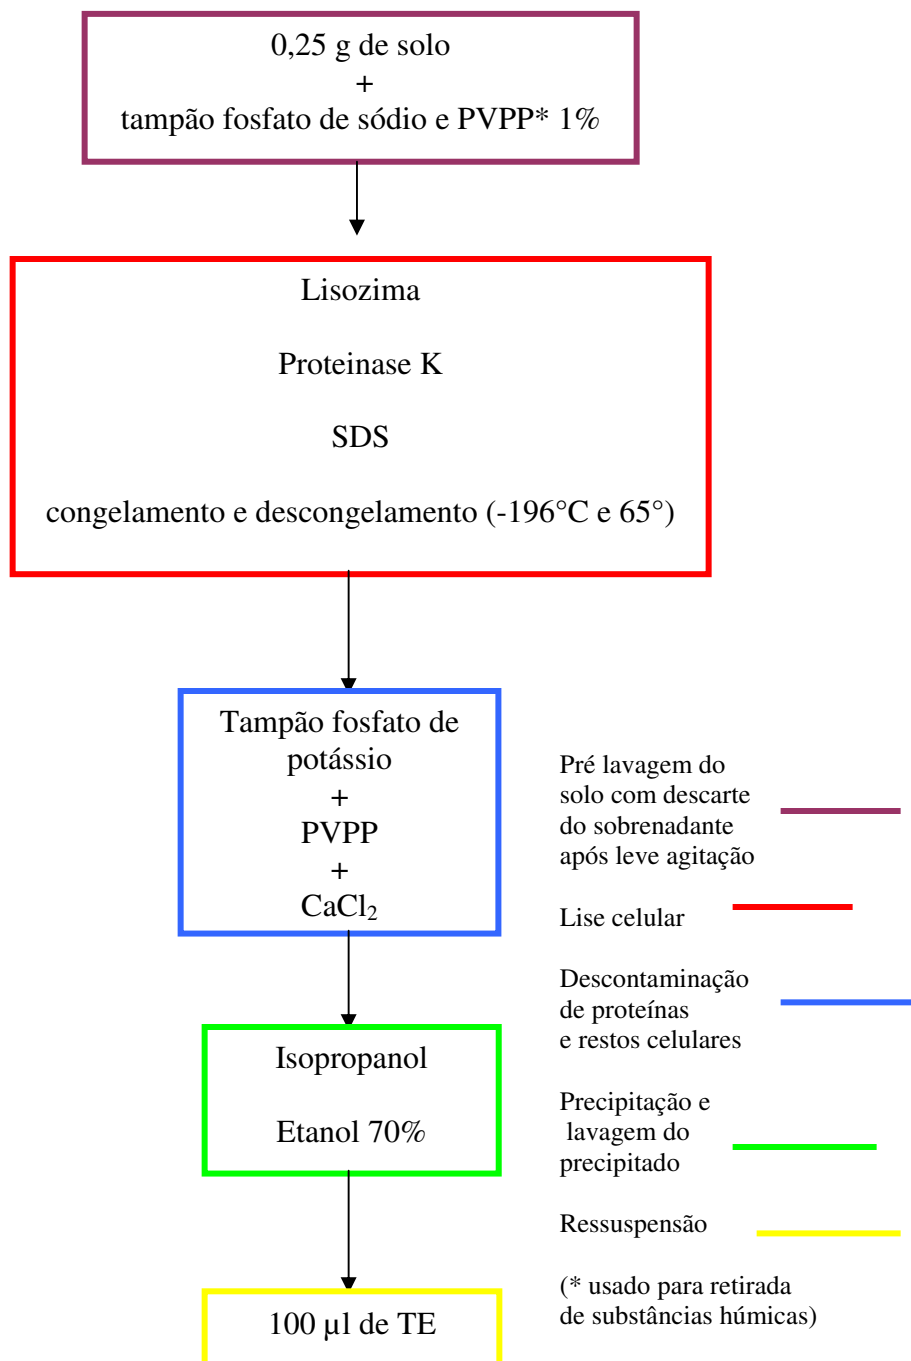 0,25 g de solo
+
tampão fosfato de sódio e PVPP* 1%
Lisozima
Proteinase K
SDS
congelamento e descongelamento (-196°C e 65°)
Tampão fosfato de
potássio
+
PVPP
+
CaCl₂
Isopropanol
Etanol 70%
100 µl de TE
Pré lavagem do
solo com descarte
do sobrenadante
após leve agitação
Lise celular
Descontaminação
de proteínas
e restos celulares
Precipitação e
lavagem do
precipitado
Ressuspensão
(* usado para retirada
de substâncias húmicas)